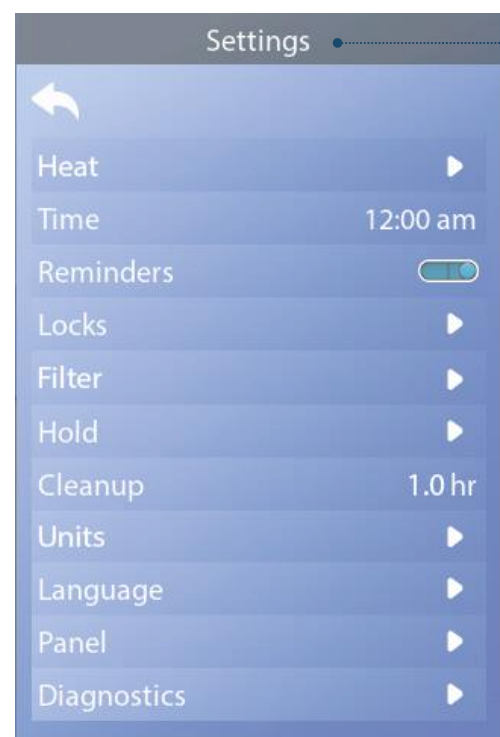 Settings
Heat
Time 12:00 am
Reminders
Locks
Filter
Hold
Cleanup 1.0 hr
Units
Language
Panel
Diagnostics